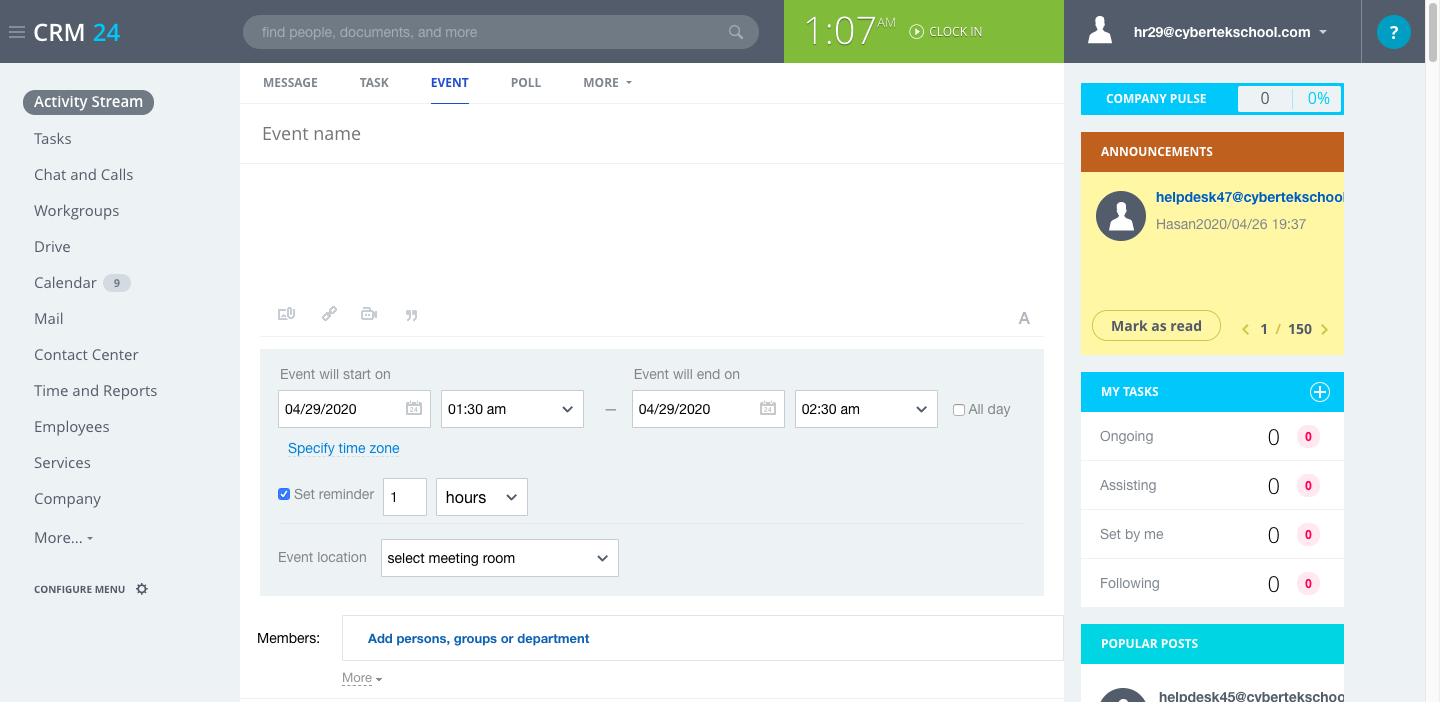 CRM 24
find people, documents, and more
1:07 AM
CLOCK IN
hr29@cybertekschool.com
?
Activity Stream
Tasks
Chat and Calls
Workgroups
Drive
Calendar 9
Mail
Contact Center
Time and Reports
Employees
Services
Company
More...
CONFIGURE MENU
MESSAGE TASK EVENT POLL MORE
Event name
A
Event will start on
Event will end on
04/29/2020 24 01:30 am — 04/29/2020 24 02:30 am All day
Specify time zone
Set reminder 1 hours
Event location select meeting room
Members: Add persons, groups or department
More
COMPANY PULSE 0 0%
ANNOUNCEMENTS
helpdesk47@cybertekschool
Hasan2020/04/26 19:37
Mark as read 1 / 150
MY TASKS
Ongoing 0 0
Assisting 0 0
Set by me 0 0
Following 0 0
POPULAR POSTS
helpdesk45@cybertekschoo